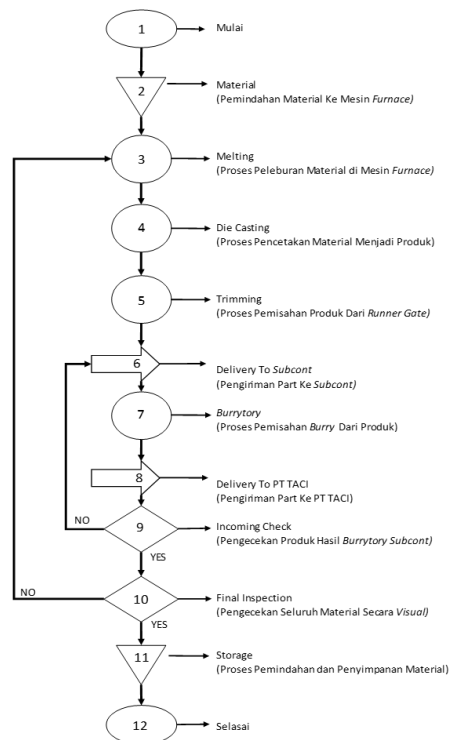 1
Mulai
2
Material
(Pemindahan Material Ke Mesin Furnace)
3
Melting
(Proses Peleburan Material di Mesin Furnace)
4
Die Casting
(Proses Pencetakan Material Menjadi Produk)
5
Trimming
(Proses Pemisahan Produk Dari Runner Gate)
6
Delivery To Subcont
(Pengiriman Part Ke Subcont)
7
Burrytory
(Proses Pemisahan Burry Dari Produk)
8
Delivery To PT TACI
(Pengiriman Part Ke PT TACI)
NO
9
Incoming Check
(Pengecekan Produk Hasil Burrytory Subcont)
YES
NO
10
Final Inspection
(Pengecekan Seluruh Material Secara Visual)
YES
11
Storage
(Proses Pemindahan dan Penyimpanan Material)
12
Selasai